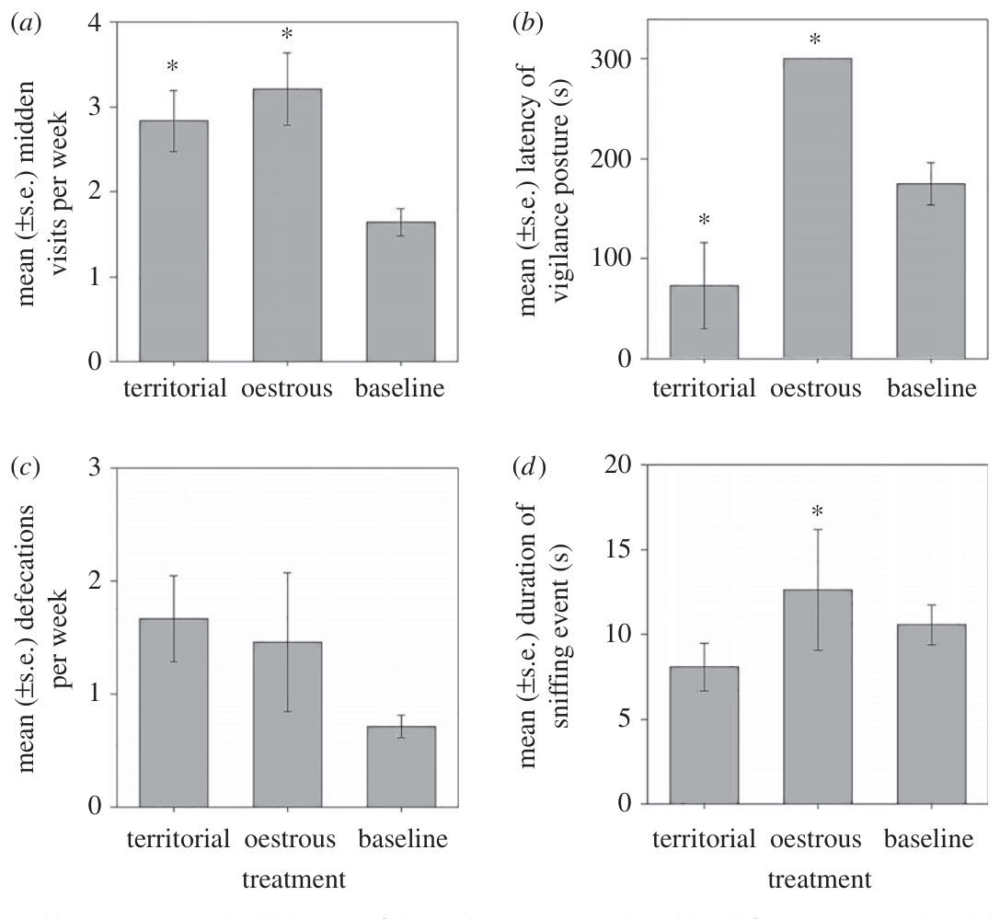 (a)
mean (±s.e.) midden
visits per week
4
3
2
1
0
*
*
territorial oestrous baseline
(b)
mean (±s.e.) latency of
vigilance posture (s)
300
200
100
0
*
*
territorial oestrous baseline
(c)
mean (±s.e.) defecations
per week
3
2
1
0
territorial oestrous baseline
treatment
(d)
mean (±s.e.) duration of
sniffing event (s)
20
15
10
5
0
*
territorial oestrous baseline
treatment